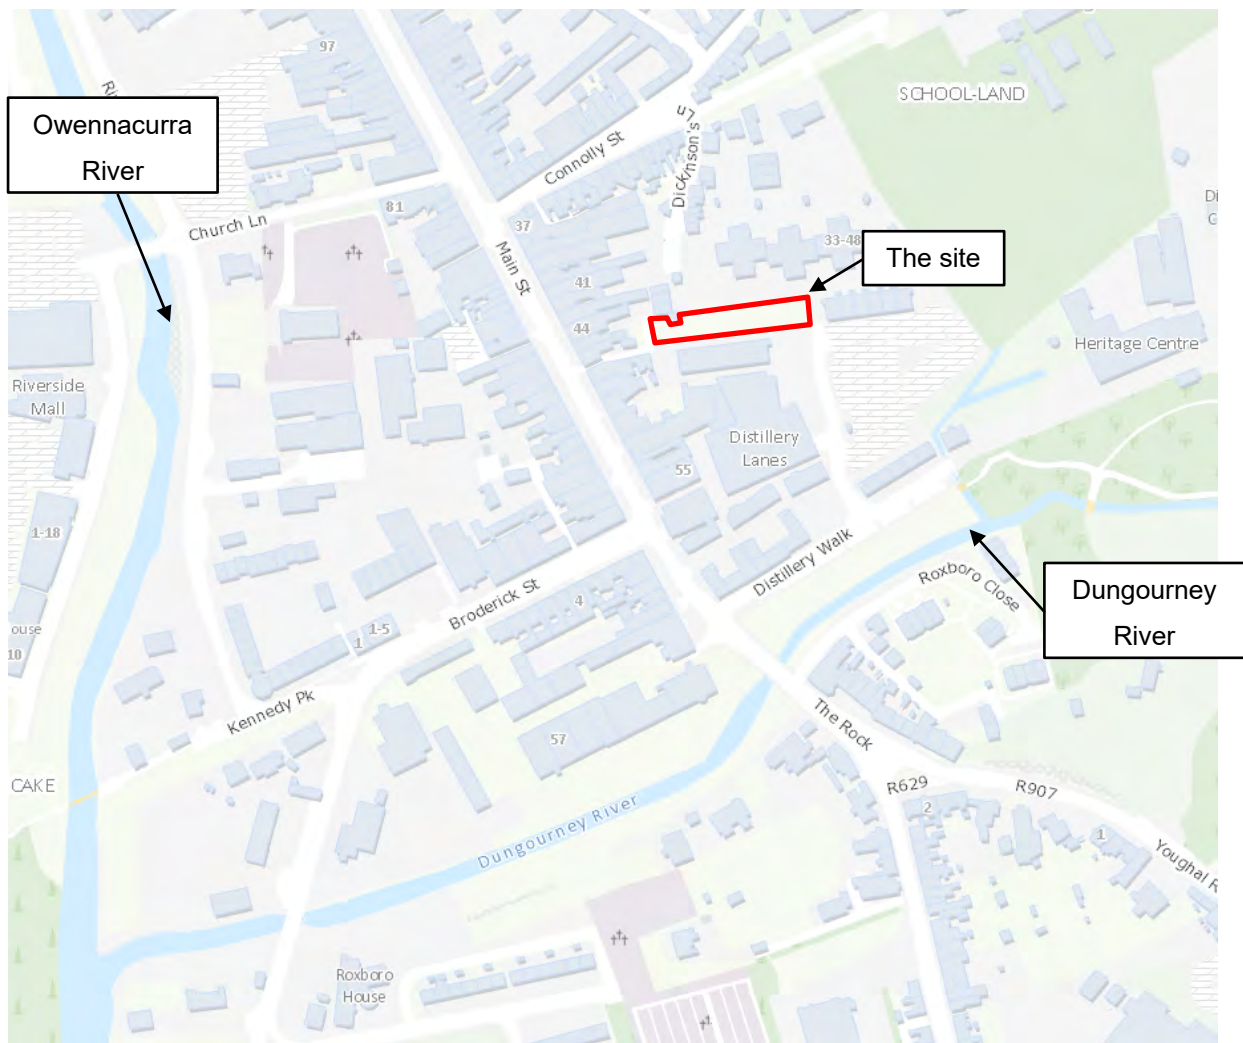 97
SCHOOL-LAND
Owennacurra
River
Connolly St
Dickinson's
Ln
Church Ln
81
37
Main St
33-48
The site
41
44
Heritage Centre
Riverside
Mall
Distillery
Lanes
55
1-18
Distillery Walk
Roxboro Close
Dungourney
River
Broderick St
4
1-5
1
10
Kennedy Pk
The Rock
57
CAKE
R629
R907
2
1
Dungourney River
Roxboro
House